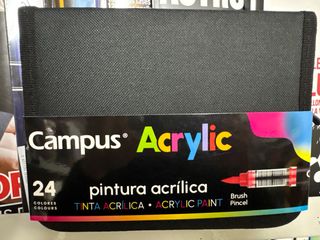 Campus® Acrylic
24
COLORES
COLOURS
pintura acrílica
TINTA ACRÍLICA • ACRYLIC PAINT
Brush
Pincel